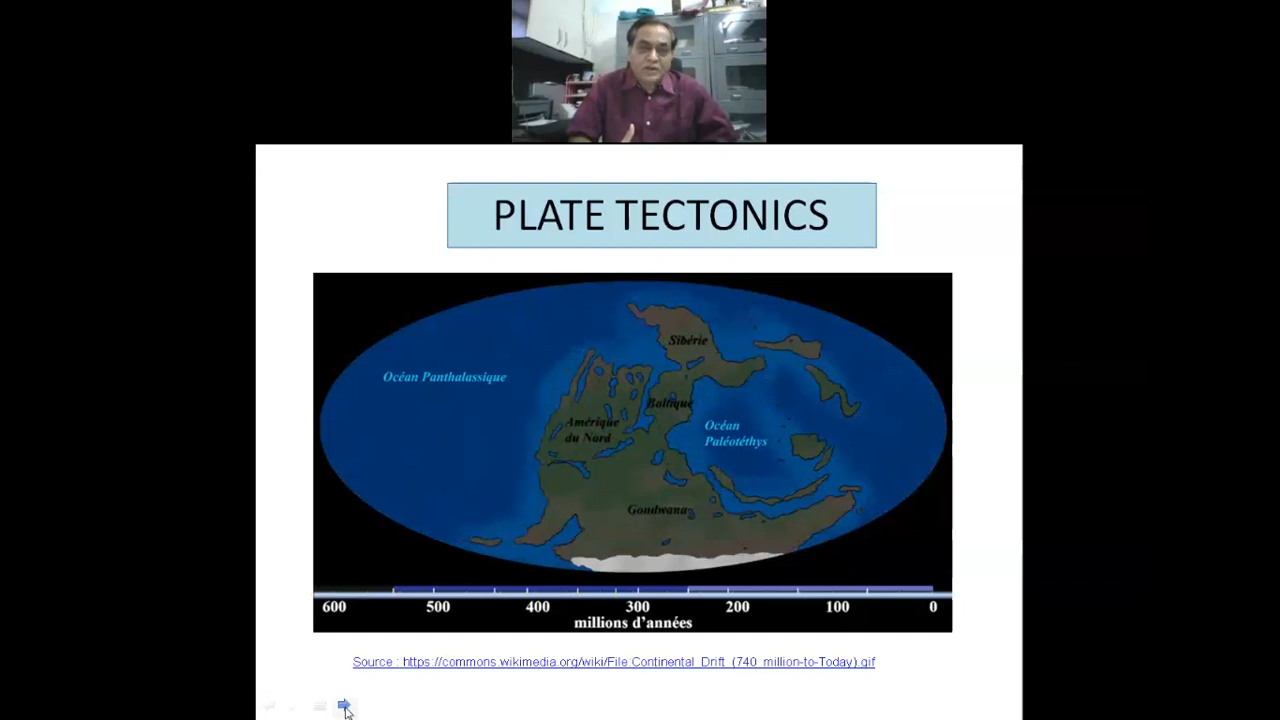 PLATE TECTONICS
Sibérie
Océan Panthalassique
Baltique
Amérique
du Nord
Océan
Paléotéthys
Gondwana
600 500 400 300 200 100 0
millions d'années
Source : https://commons.wikimedia.org/wiki/File:Continental_Drift_(740_million-to-Today).gif